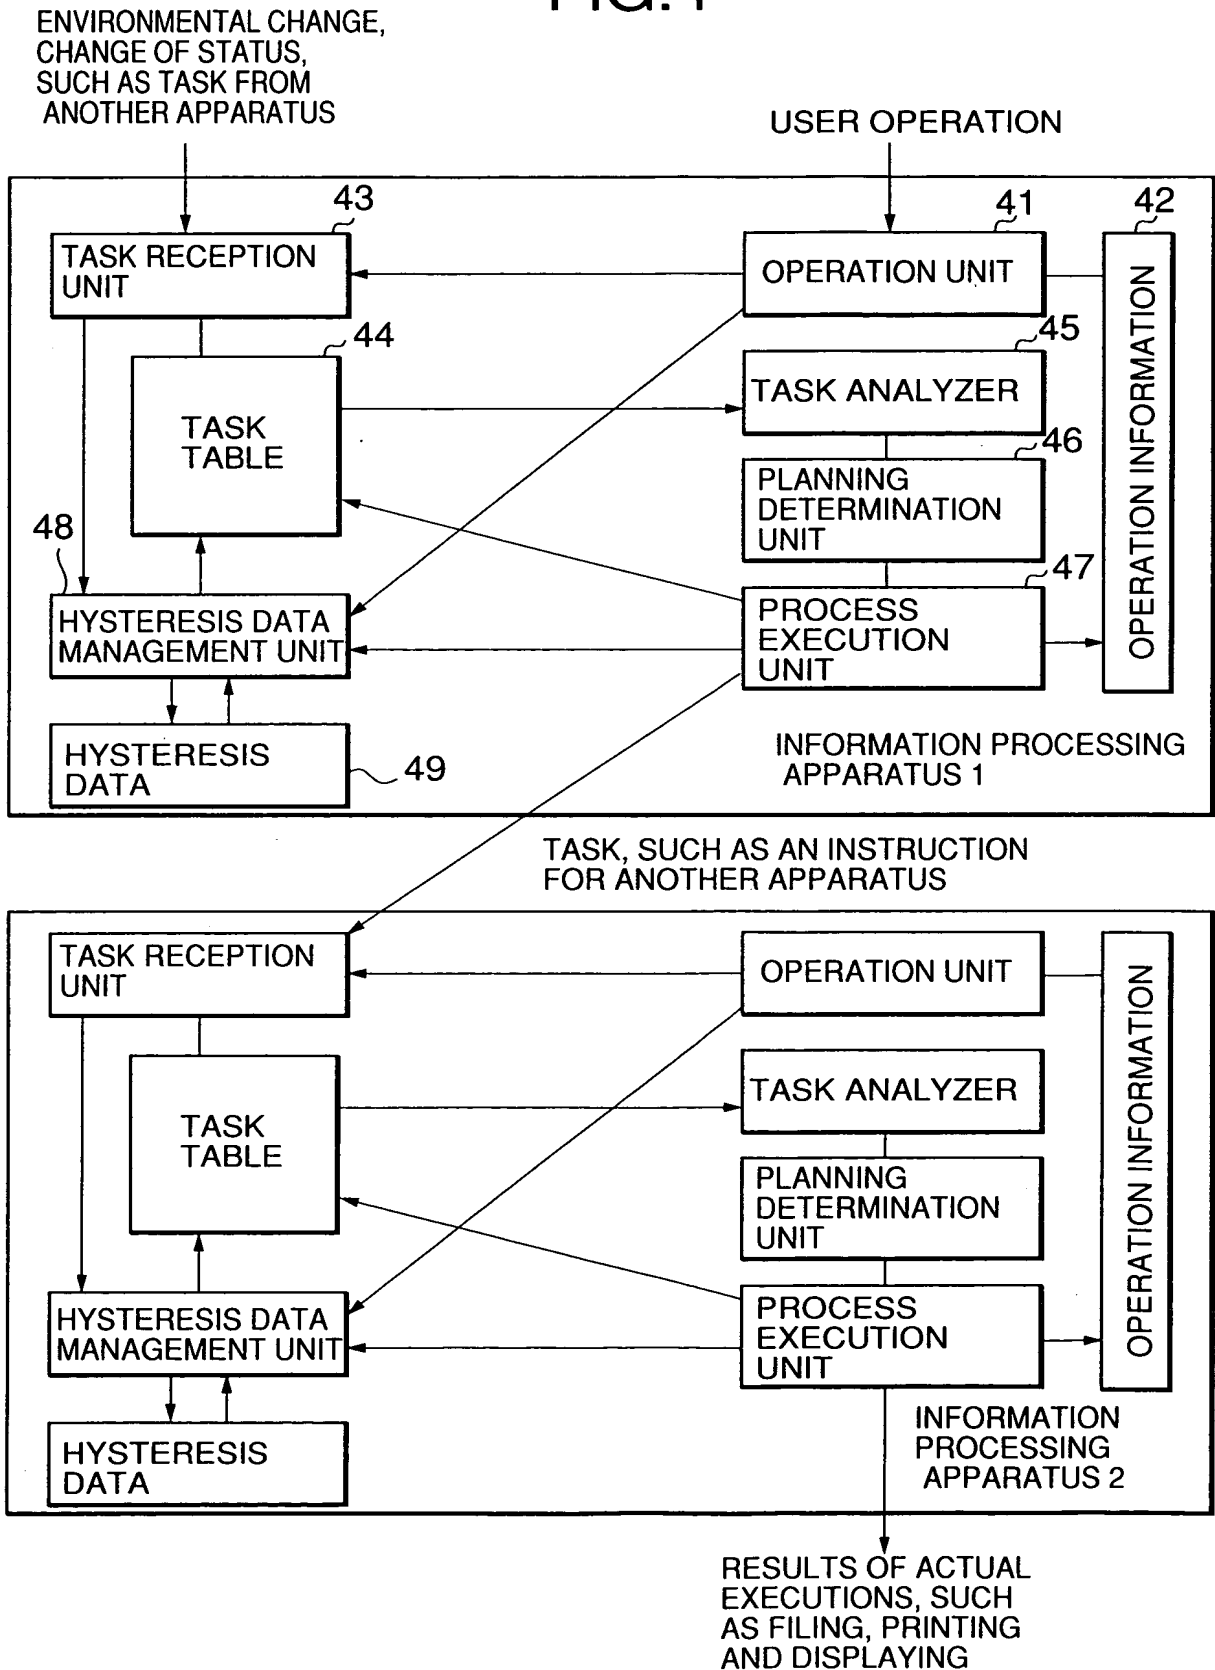 ENVIRONMENTAL CHANGE,
CHANGE OF STATUS,
SUCH AS TASK FROM
ANOTHER APPARATUS
USER OPERATION
43
TASK RECEPTION
UNIT
41
OPERATION UNIT
42
OPERATION INFORMATION
44
TASK
TABLE
45
TASK ANALYZER
46
PLANNING
DETERMINATION
UNIT
47
PROCESS
EXECUTION
UNIT
48
HYSTERESIS DATA
MANAGEMENT UNIT
HYSTERESIS
DATA
49
INFORMATION PROCESSING
APPARATUS 1
TASK, SUCH AS AN INSTRUCTION
FOR ANOTHER APPARATUS
TASK RECEPTION
UNIT
OPERATION UNIT
OPERATION INFORMATION
TASK
TABLE
TASK ANALYZER
PLANNING
DETERMINATION
UNIT
PROCESS
EXECUTION
UNIT
HYSTERESIS DATA
MANAGEMENT UNIT
HYSTERESIS
DATA
INFORMATION
PROCESSING
APPARATUS 2
RESULTS OF ACTUAL
EXECUTIONS, SUCH
AS FILING, PRINTING
AND DISPLAYING